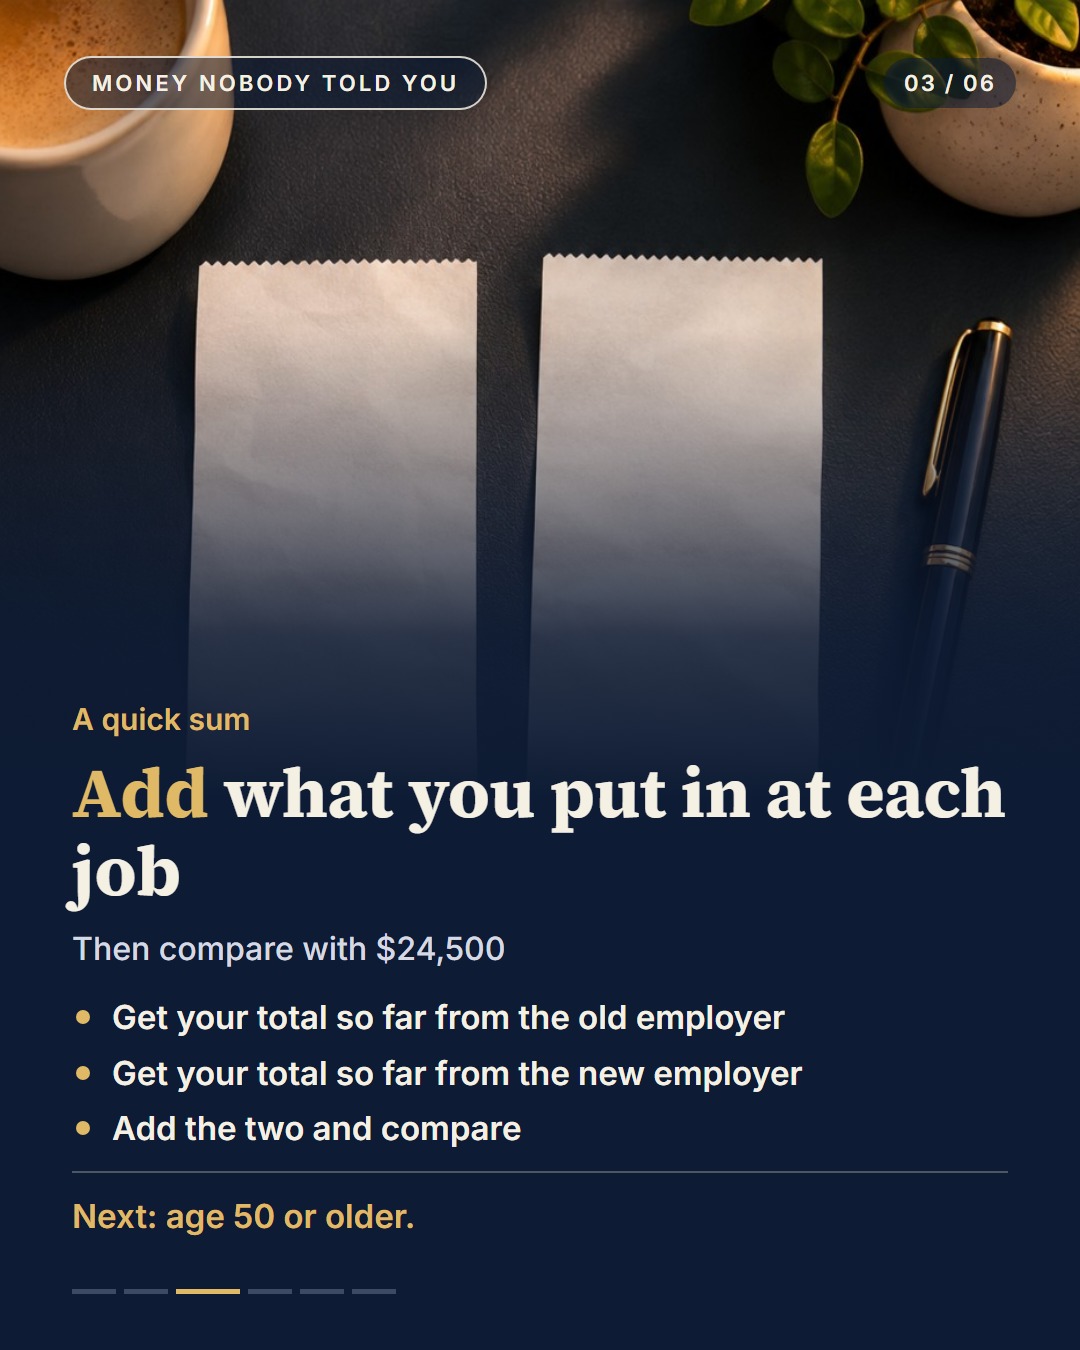 MONEY NOBODY TOLD YOU
03 / 06
A quick sum
Add what you put in at each
job
Then compare with $24,500
Get your total so far from the old employer
Get your total so far from the new employer
Add the two and compare
Next: age 50 or older.